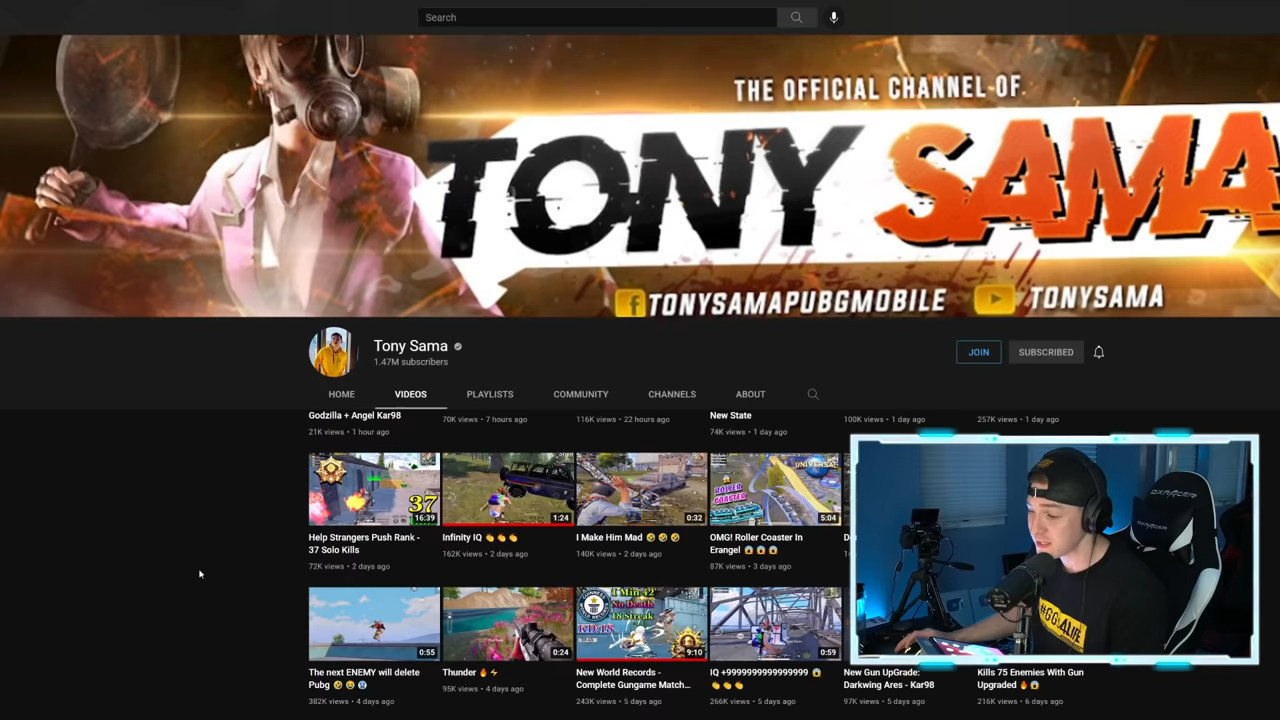 Search
THE OFFICIAL CHANNEL OF
TONY SAMA
TONYSAMAPUBGMOBILE
TONYSAMA
Tony Sama
1.47M subscribers
JOIN
SUBSCRIBED
HOME
VIDEOS
PLAYLISTS
COMMUNITY
CHANNELS
ABOUT
Godzilla + Angel Kar98
21K views • 1 hour ago
70K views • 7 hours ago
116K views • 22 hours ago
New State
74K views • 1 day ago
100K views • 1 day ago
257K views • 1 day ago
37
16:39
Help Strangers Push Rank -
37 Solo Kills
72K views • 2 days ago
1:24
Infinity IQ 👏 👏 👏
162K views • 2 days ago
0:32
I Make Him Mad 🤣 🤣 🤣
140K views • 2 days ago
UNIVERSAL
ROLLER
COASTER
5:04
OMG! Roller Coaster In
Erangel 😱 😱 😱
87K views • 3 days ago
DXRACER
#GG4LIFE
0:55
The next ENEMY will delete
Pubg 🤣 😂 😰
382K views • 4 days ago
0:24
Thunder 🔥 ⚡
95K views • 4 days ago
1 Min 42
No Death
18 Streak
9:10
New World Records -
Complete Gungame Match...
243K views • 5 days ago
0:59
IQ +9999999999999999 😱
👏 👏 👏
266K views • 5 days ago
New Gun UpGrade:
Darkwing Ares - Kar98
97K views • 5 days ago
Kills 75 Enemies With Gun
Upgraded 🔥 😱
216K views • 6 days ago